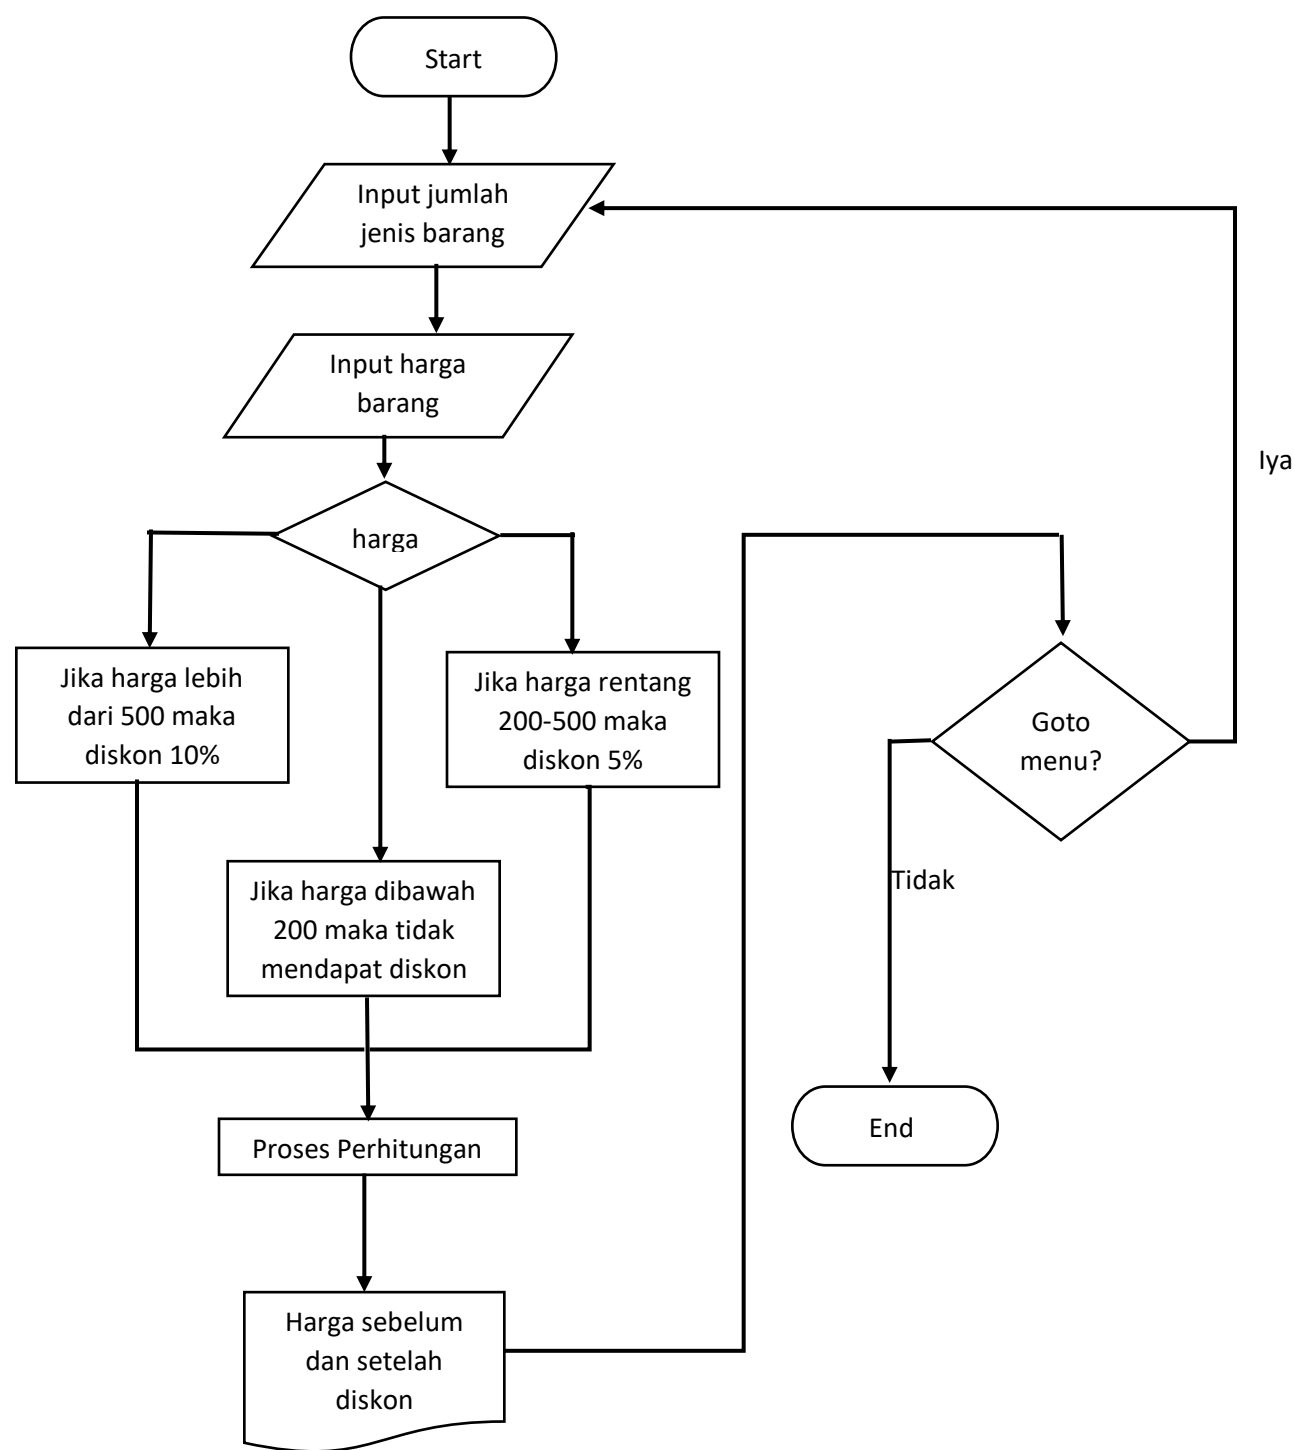 Start
Input jumlah
jenis barang
Input harga
barang
Iya
harga
Jika harga lebih
dari 500 maka
diskon 10%
Jika harga rentang
200-500 maka
diskon 5%
Goto
menu?
Jika harga dibawah
200 maka tidak
mendapat diskon
Tidak
Proses Perhitungan
End
Harga sebelum
dan setelah
diskon